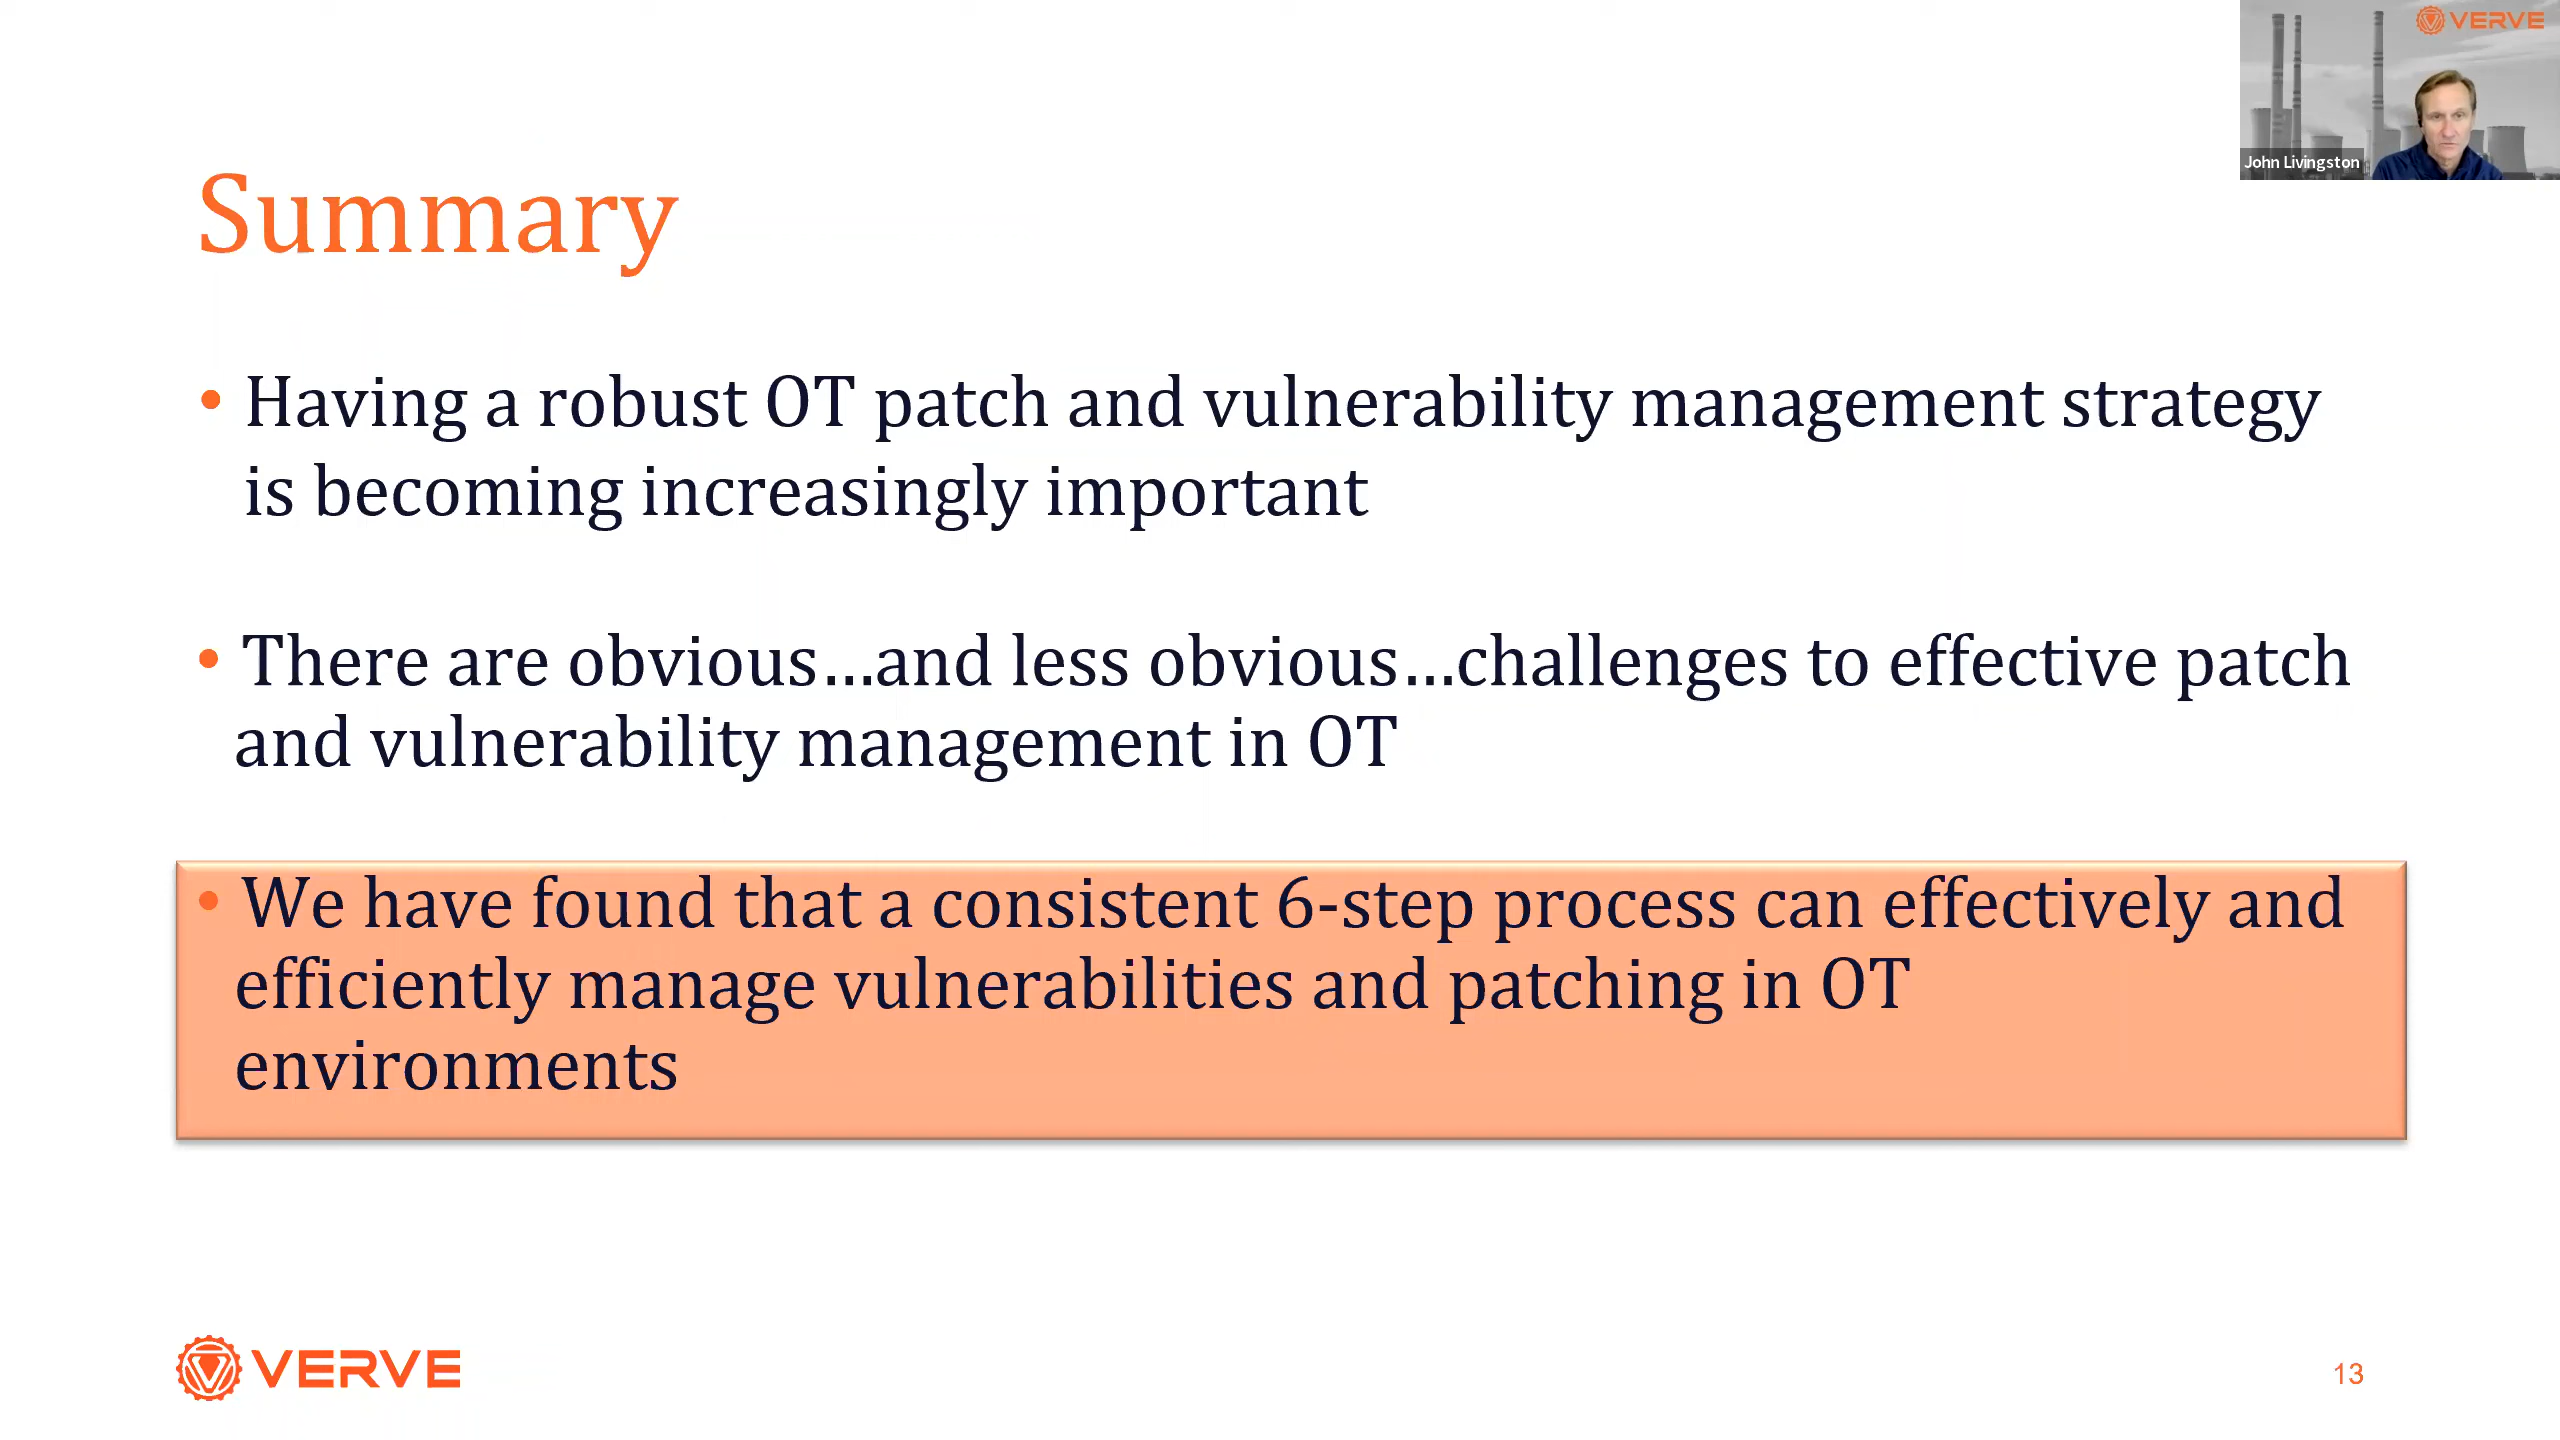 VERVE
John Livingston
Summary
• Having a robust OT patch and vulnerability management strategy
is becoming increasingly important
• There are obvious…and less obvious…challenges to effective patch
and vulnerability management in OT
• We have found that a consistent 6-step process can effectively and
efficiently manage vulnerabilities and patching in OT
environments
VERVE
13